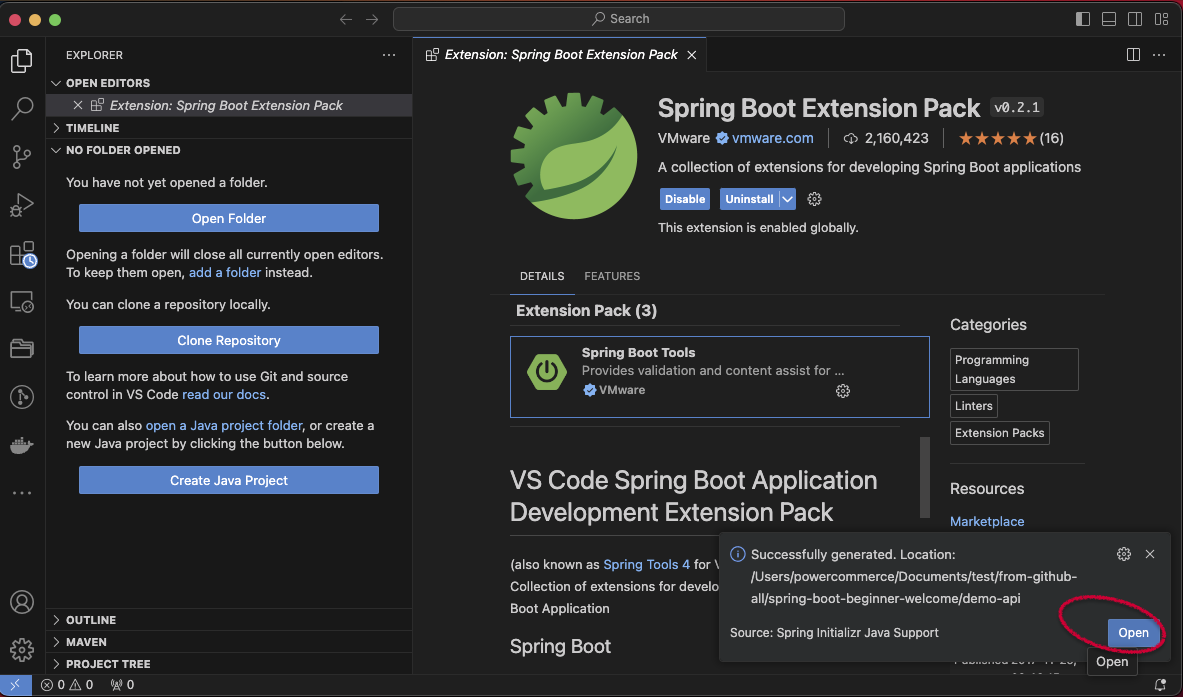 Search
EXPLORER
OPEN EDITORS
Extension: Spring Boot Extension Pack
TIMELINE
NO FOLDER OPENED
You have not yet opened a folder.
Open Folder
Opening a folder will close all currently open editors.
To keep them open, add a folder instead.
You can clone a repository locally.
Clone Repository
To learn more about how to use Git and source
control in VS Code read our docs.
You can also open a Java project folder, or create a
new Java project by clicking the button below.
Create Java Project
OUTLINE
MAVEN
PROJECT TREE
Extension: Spring Boot Extension Pack
Spring Boot Extension Pack v0.2.1
VMware vmware.com 2,160,423 (16)
A collection of extensions for developing Spring Boot applications
Disable Uninstall
This extension is enabled globally.
DETAILS FEATURES
Extension Pack (3)
Spring Boot Tools
Provides validation and content assist for ...
VMware
VS Code Spring Boot Application
Development Extension Pack
(also known as Spring Tools 4 for
Collection of extensions for develo
Boot Application
Spring Boot
Categories
Programming
Languages
Linters
Extension Packs
Resources
Marketplace
Successfully generated. Location:
/Users/powercommerce/Documents/test/from-github-
all/spring-boot-beginner-welcome/demo-api
Source: Spring Initializr Java Support
Open
Open
0 0 0